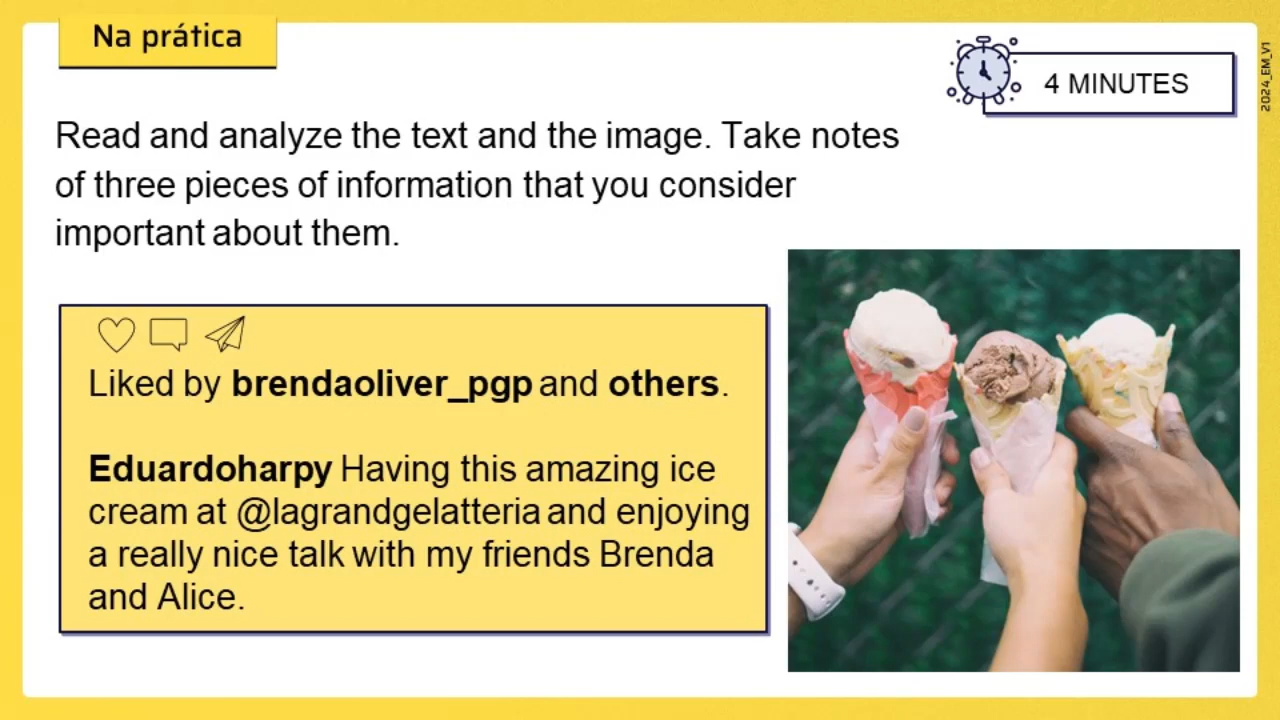 Na prática
4 MINUTES
2024_EM_V1
Read and analyze the text and the image. Take notes
of three pieces of information that you consider
important about them.
Liked by brendaoliver_pgp and others.
Eduardoharpy Having this amazing ice
cream at @lagrandgelatteria and enjoying
a really nice talk with my friends Brenda
and Alice.